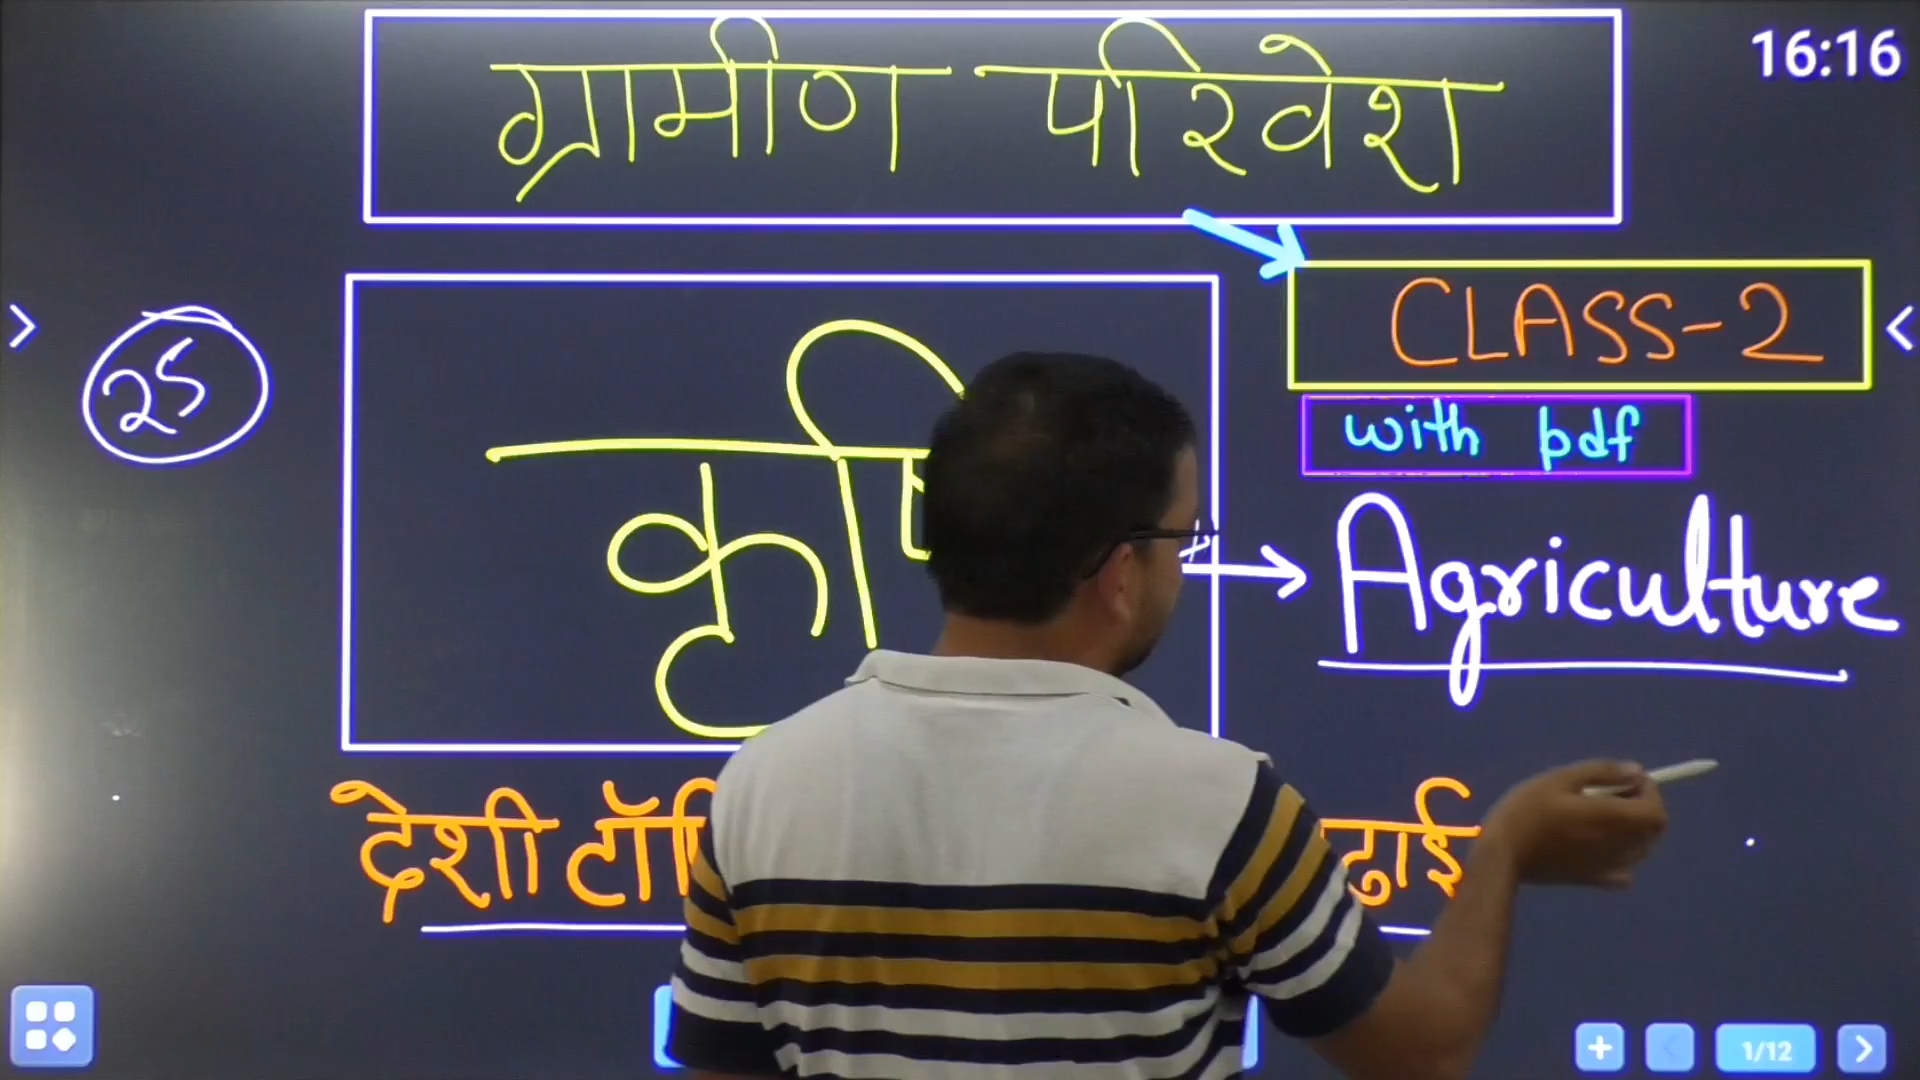 ग्रामीण परिवेश
16:16
CLASS-2
with pdf
25
Agriculture
देशी
1/12